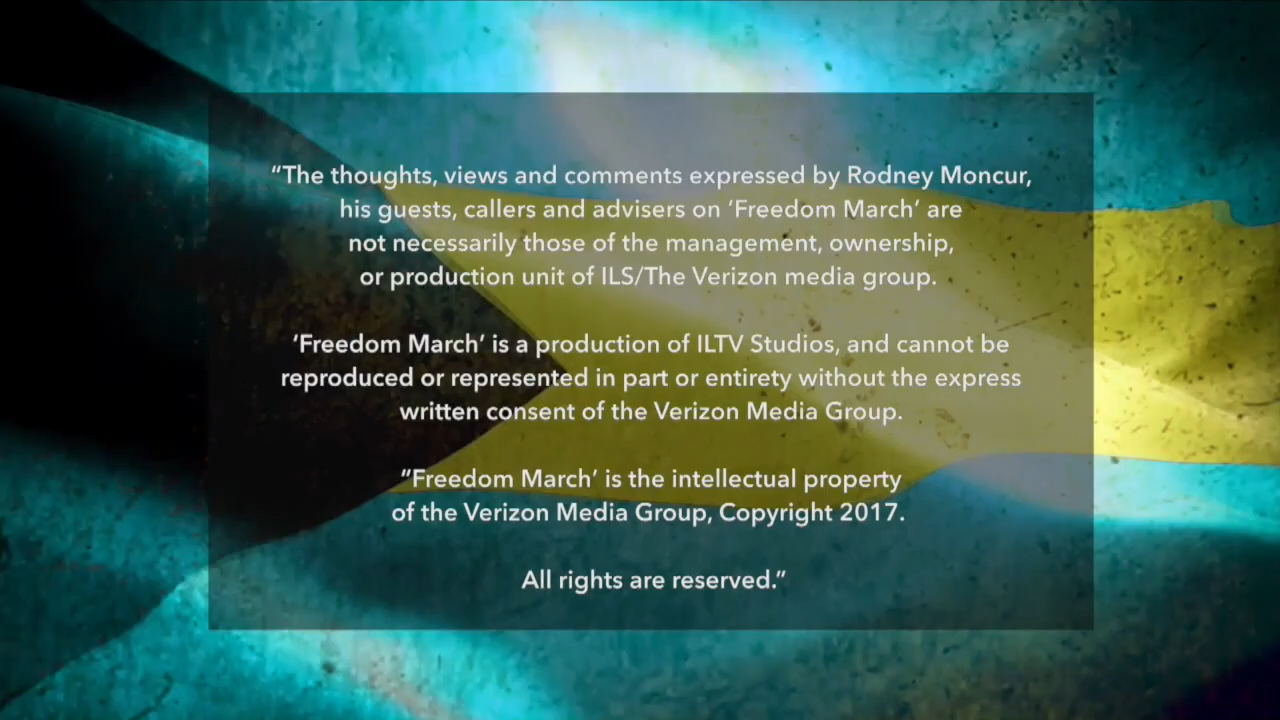 “The thoughts, views and comments expressed by Rodney Moncur,
his guests, callers and advisers on ‘Freedom March’ are
not necessarily those of the management, ownership,
or production unit of ILS/The Verizon media group.
‘Freedom March’ is a production of ILTV Studios, and cannot be
reproduced or represented in part or entirety without the express
written consent of the Verizon Media Group.
“Freedom March’ is the intellectual property
of the Verizon Media Group, Copyright 2017.
All rights are reserved.”